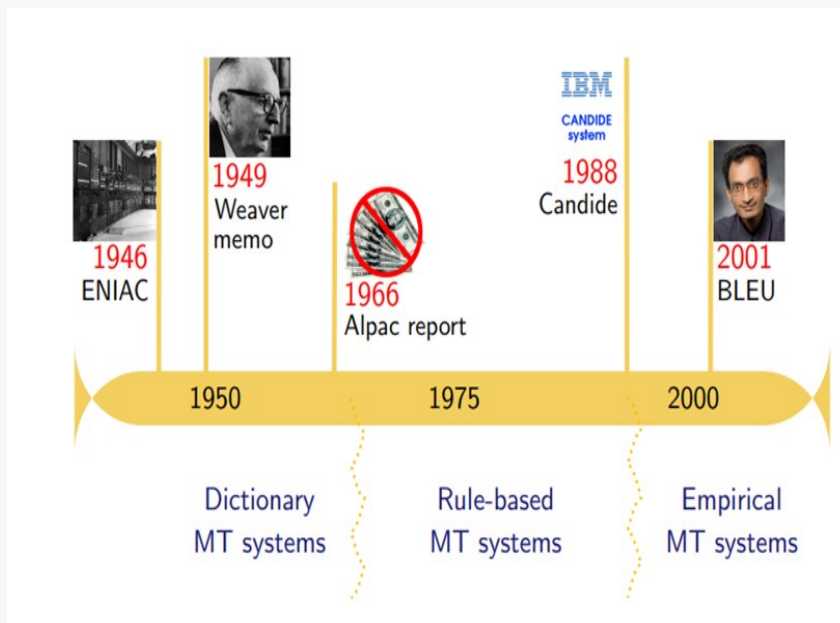 1946
ENIAC
1949
Weaver
memo
1966
Alpac report
IBM
CANDIDE
system
1988
Candide
2001
BLEU
1950
1975
2000
Dictionary
MT systems
Rule-based
MT systems
Empirical
MT systems